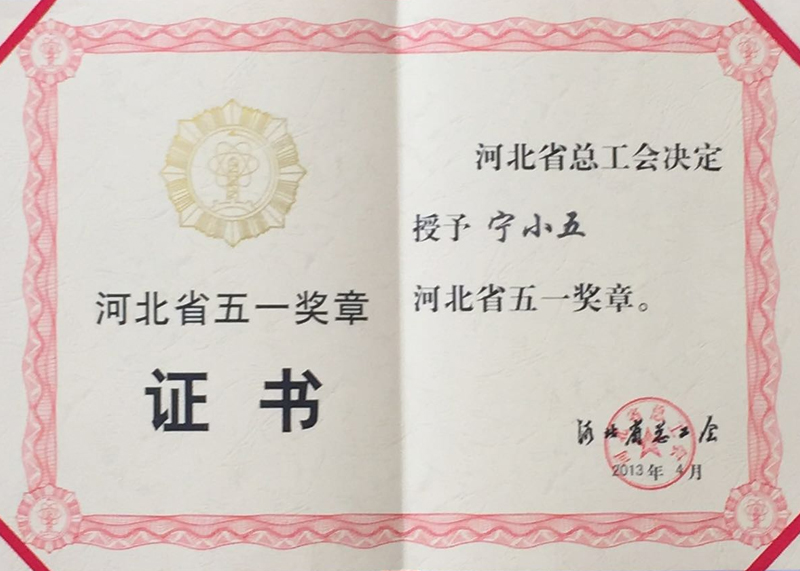 河北省五一奖章
证书
河北省总工会决定
授予 宁小五
河北省五一奖章。
河北省总工会
2013年 4月